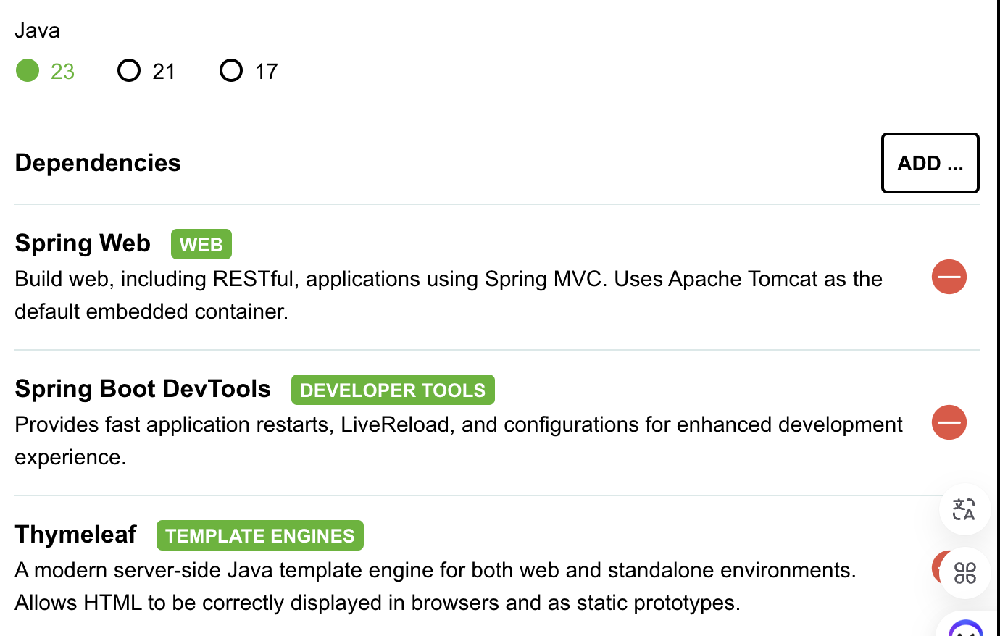 Java
23 21 17
Dependencies ADD ...
Spring Web WEB
Build web, including RESTful, applications using Spring MVC. Uses Apache Tomcat as the
default embedded container.
Spring Boot DevTools DEVELOPER TOOLS
Provides fast application restarts, LiveReload, and configurations for enhanced development
experience.
文A
Thymeleaf TEMPLATE ENGINES
A modern server-side Java template engine for both web and standalone environments.
Allows HTML to be correctly displayed in browsers and as static prototypes.